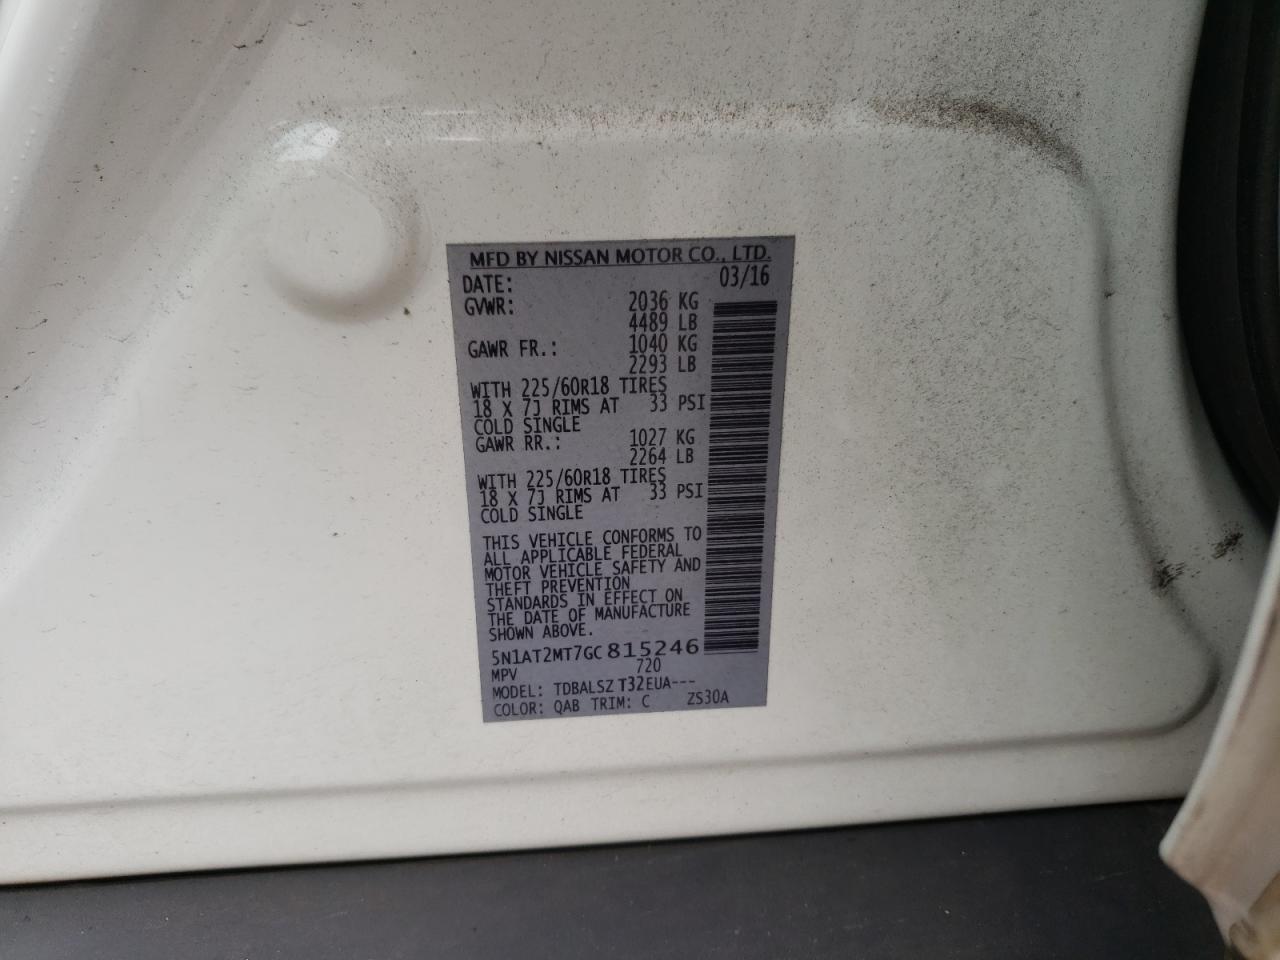 MFD BY NISSAN MOTOR CO., LTD.
DATE: 03/16
GVWR: 2036 KG
4489 LB
GAWR FR.: 1040 KG
2293 LB
WITH 225/60R18 TIRES
18 X 7J RIMS AT 33 PSI
COLD SINGLE
GAWR RR.: 1027 KG
2264 LB
WITH 225/60R18 TIRES
18 X 7J RIMS AT 33 PSI
COLD SINGLE
THIS VEHICLE CONFORMS TO
ALL APPLICABLE FEDERAL
MOTOR VEHICLE SAFETY AND
THEFT PREVENTION
STANDARDS IN EFFECT ON
THE DATE OF MANUFACTURE
SHOWN ABOVE.
5N1AT2MT7GC815246
MPV 720
MODEL: TDBALSZ T32EUA---
COLOR: QAB TRIM: C ZS30A